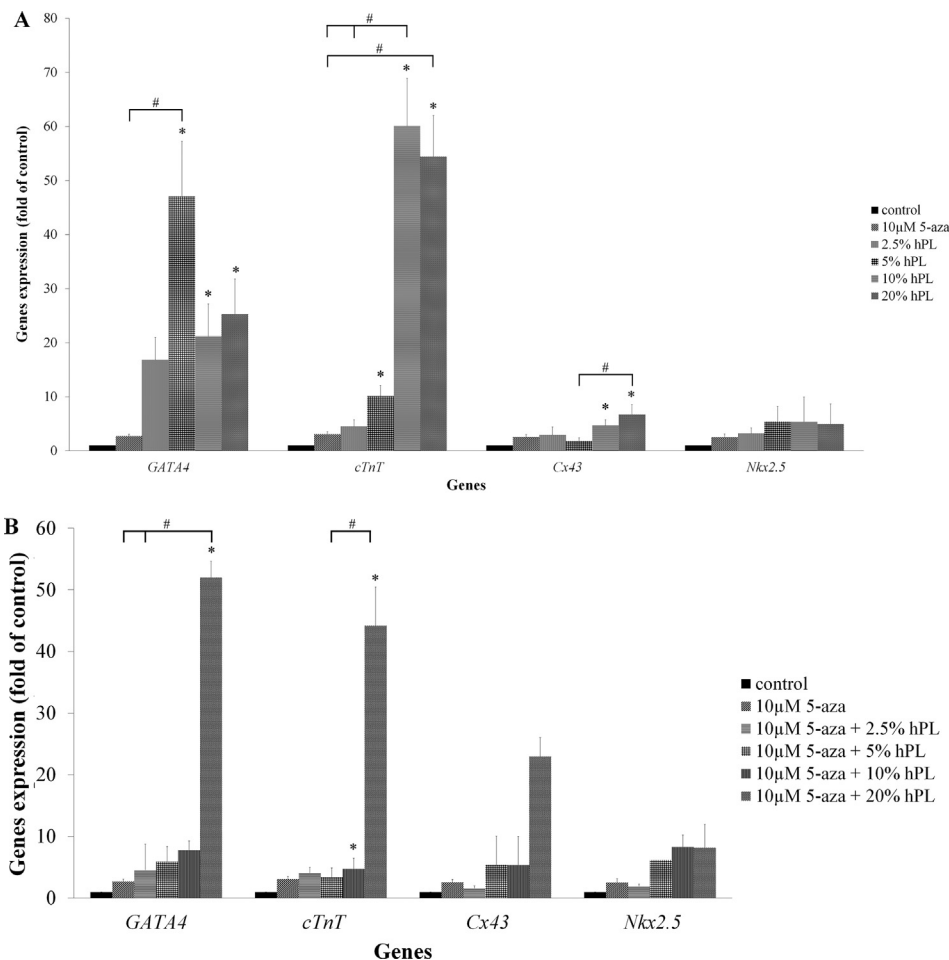 A
Genes expression (fold of control)
80
70
60
50
40
30
20
10
0
#
*
*
*
#
#
*
*
*
#
*
*
GATA4
cTnT
Cx43
Nkx2.5
Genes
control
10µM 5-aza
2.5% hPL
5% hPL
10% hPL
20% hPL
B
Genes expression (fold of control)
60
50
40
30
20
10
0
#
*
#
*
*
GATA4
cTnT
Cx43
Nkx2.5
Genes
control
10µM 5-aza
10µM 5-aza + 2.5% hPL
10µM 5-aza + 5% hPL
10µM 5-aza + 10% hPL
10µM 5-aza + 20% hPL